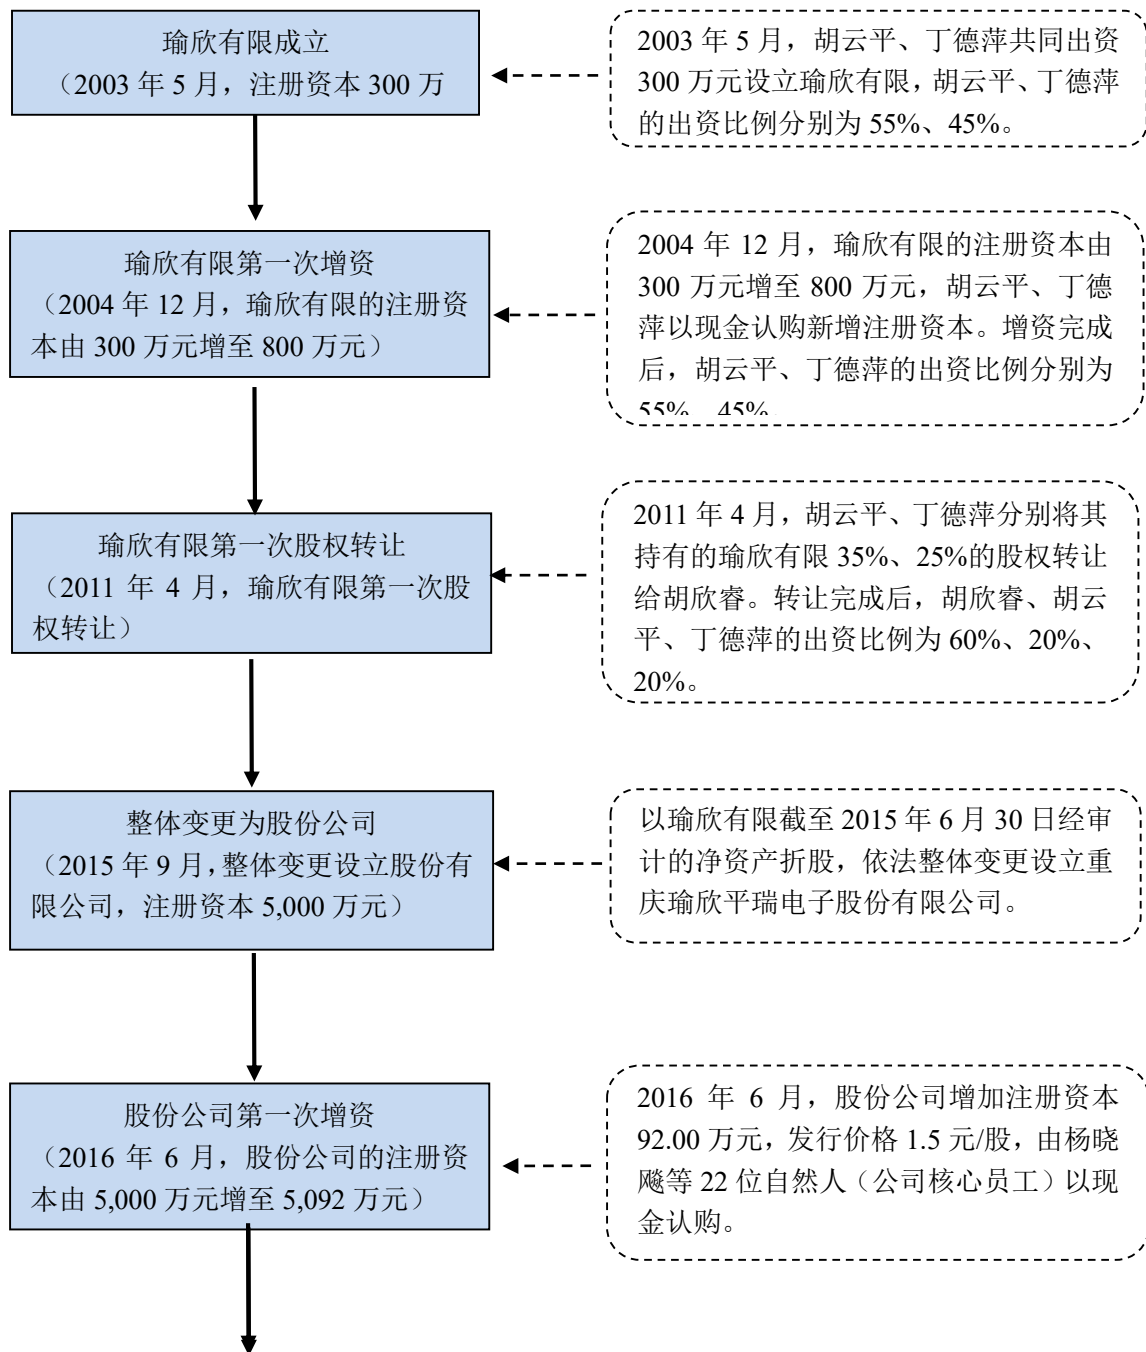 瑜欣有限成立
（2003 年 5 月，注册资本 300 万
2003 年 5 月，胡云平、丁德萍共同出资
300 万元设立瑜欣有限，胡云平、丁德萍
的出资比例分别为 55%、45%。
瑜欣有限第一次增资
（2004 年 12 月，瑜欣有限的注册资
本由 300 万元增至 800 万元）
2004 年 12 月，瑜欣有限的注册资本由
300 万元增至 800 万元，胡云平、丁德
萍以现金认购新增注册资本。增资完成
后，胡云平、丁德萍的出资比例分别为
55%、45%。
瑜欣有限第一次股权转让
（2011 年 4 月，瑜欣有限第一次股
权转让）
2011 年 4 月，胡云平、丁德萍分别将其
持有的瑜欣有限 35%、25%的股权转让
给胡欣睿。转让完成后，胡欣睿、胡云
平、丁德萍的出资比例为 60%、20%、
20%。
整体变更为股份公司
（2015 年 9 月，整体变更设立股份有
限公司，注册资本 5,000 万元）
以瑜欣有限截至 2015 年 6 月 30 日经审
计的净资产折股，依法整体变更设立重
庆瑜欣平瑞电子股份有限公司。
股份公司第一次增资
（2016 年 6 月，股份公司的注册资
本由 5,000 万元增至 5,092 万元）
2016 年 6 月，股份公司增加注册资本
92.00 万元，发行价格 1.5 元/股，由杨晓
飚等 22 位自然人（公司核心员工）以现
金认购。